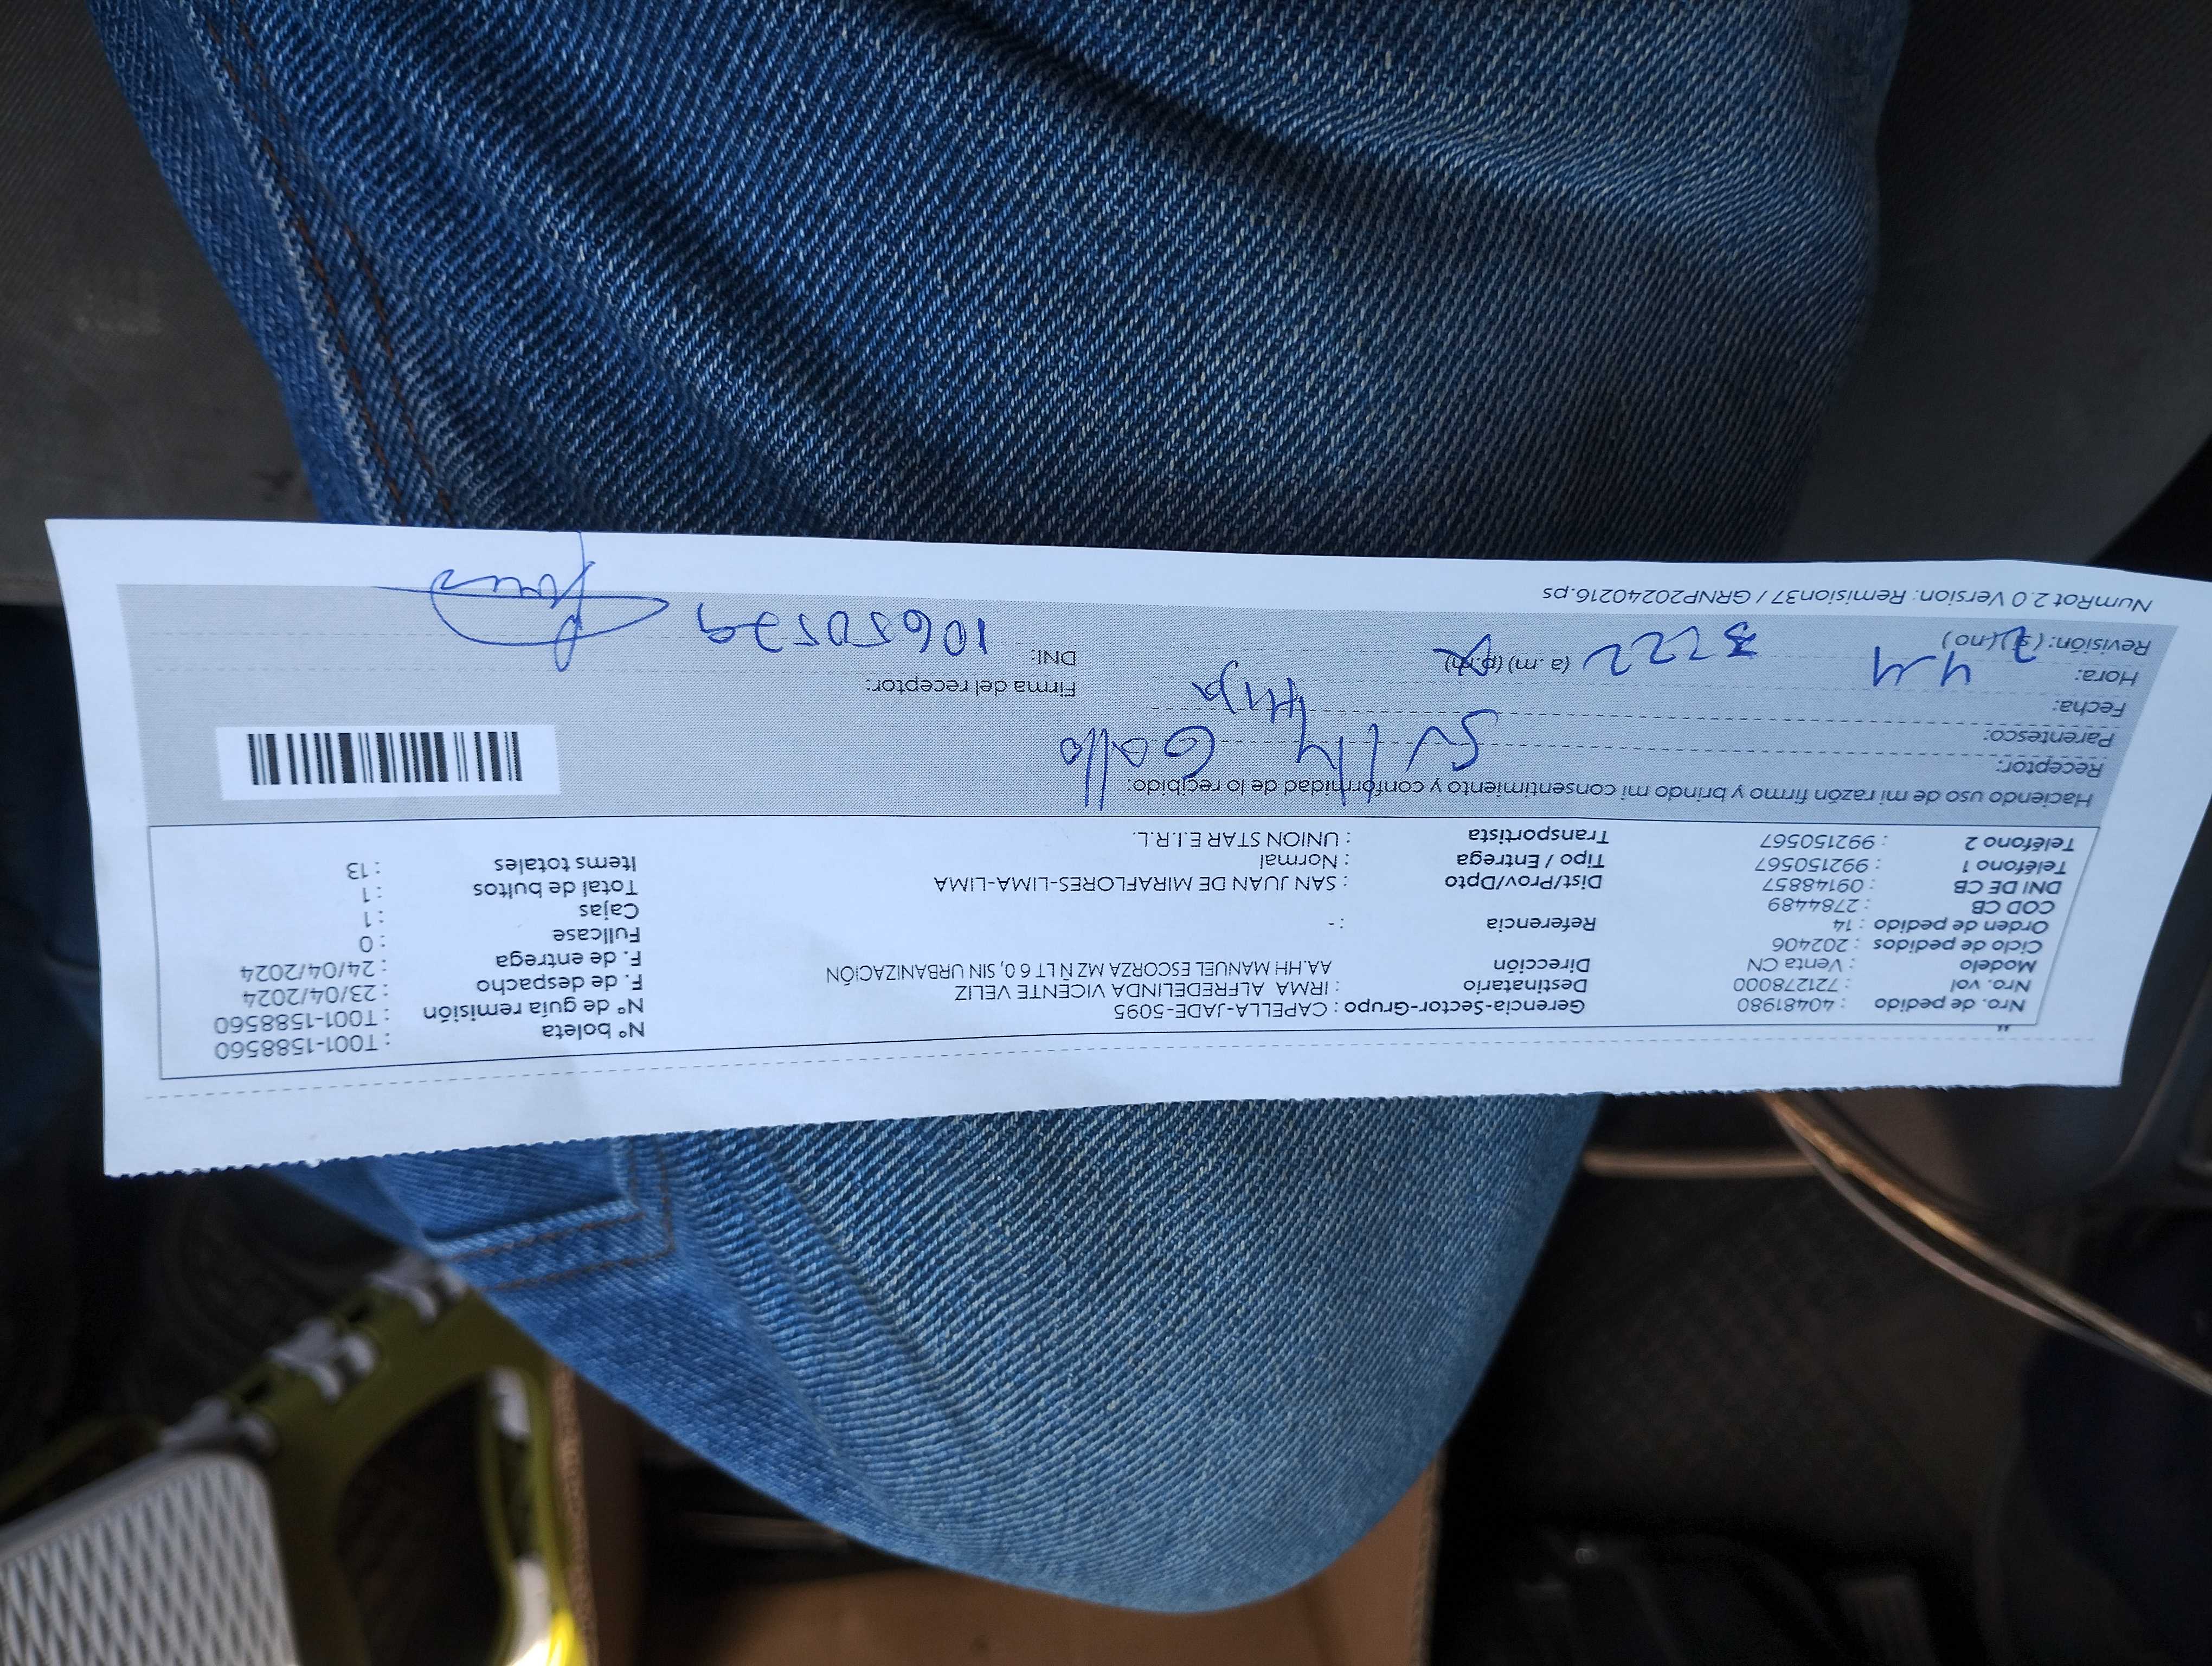 Nro. de pedido : 40481980 Gerencia-Sector-Grupo : CAPELLA-JADE-5095 N° boleta : T001-1588560
Nro. vol : 721278000 Destinatario : IRMA ALFREDELINDA VICENTE VELIZ N° de guía remisión : T001-1588560
Modelo : Venta CN Dirección AA.HH MANUEL ESCORZA MZ N LT 6 0, SIN URBANIZACIÓN F. de despacho : 23/04/2024
Ciclo de pedidos : 202406 F. de entrega : 24/04/2024
Orden de pedido : 14 Referencia : - Fullcase : 0
COD CB : 2784489 Cajas : 1
DNI DE CB : 09148857 Dist/Prov/Dpto : SAN JUAN DE MIRAFLORES-LIMA-LIMA Total de bultos : 1
Teléfono 1 : 992150567 Tipo / Entrega : Normal Items totales : 13
Teléfono 2 : 992150567 Transportista : UNION STAR E.I.R.L.
Haciendo uso de mi razón firmo y brindo mi consentimiento y conformidad de lo recibido:
Receptor: Gallo
Parentesco: Hija
Fecha:
Firma del receptor:
Hora: (a.m) (p.m)
DNI: 10650579
Revisión: (si) (no)
NumRot 2.0 Version: Remision37 / GRNP20240216.ps